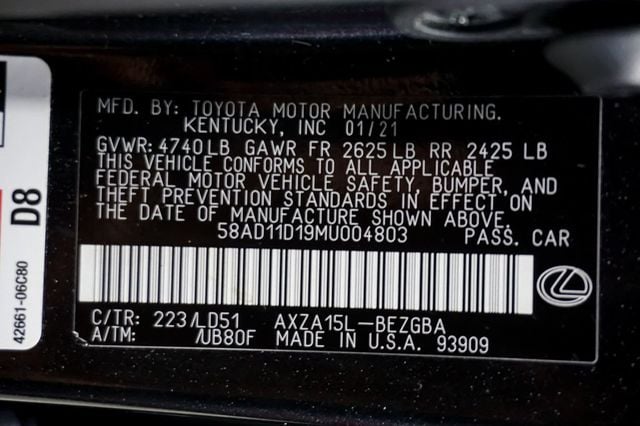 MFD. BY: TOYOTA MOTOR MANUFACTURING,
KENTUCKY, INC 01/21
GVWR: 4740LB GAWR FR 2625 LB RR 2425 LB
THIS VEHICLE CONFORMS TO ALL APPLICABLE
FEDERAL MOTOR VEHICLE SAFETY, BUMPER, AND
THEFT PREVENTION STANDARDS IN EFFECT ON
THE DATE OF MANUFACTURE SHOWN ABOVE.
58AD11D19MU004803 PASS. CAR
C/TR: 223/LD51 AXZA15L-BEZGBA
A/TM: /UB80F MADE IN U.S.A. 93909
D8
42661-06C80